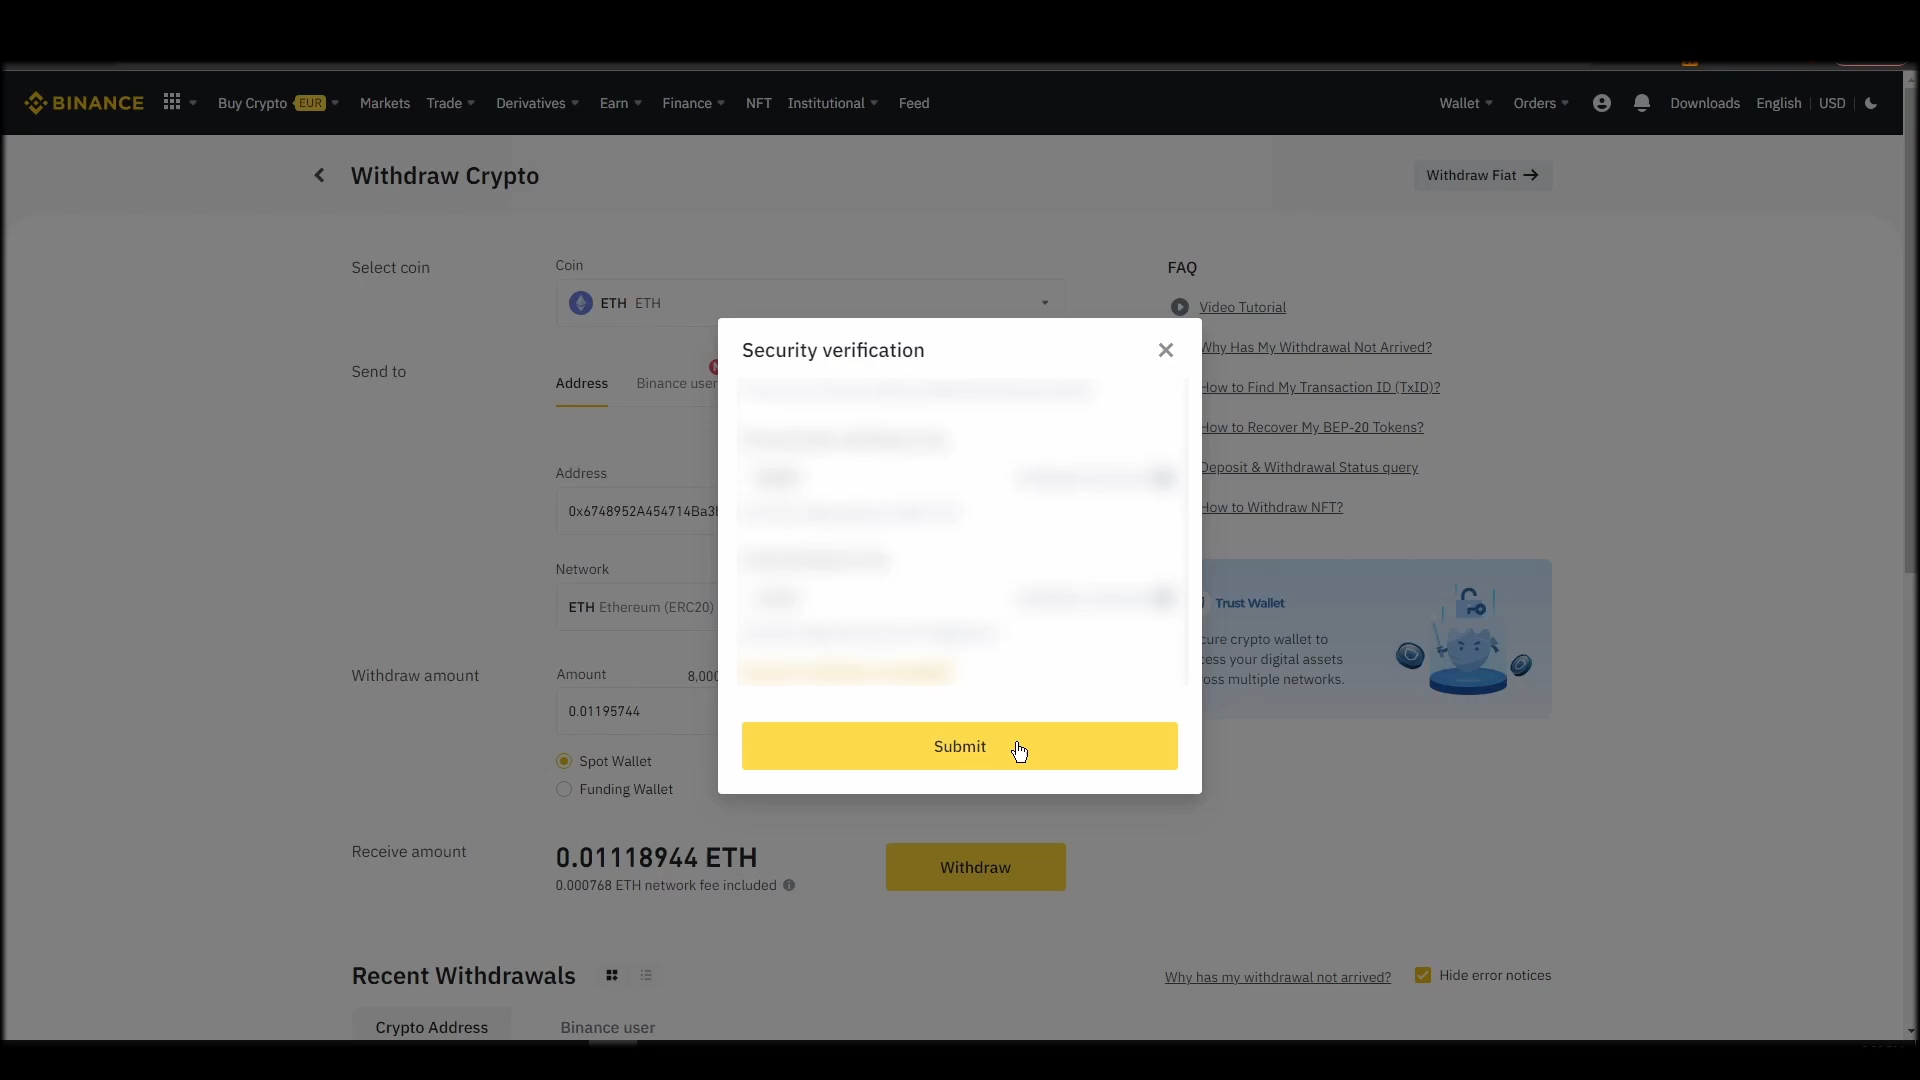 BINANCE
Buy Crypto EUR
Markets
Trade
Derivatives
Earn
Finance
NFT
Institutional
Feed
Wallet
Orders
Downloads
English
USD
Withdraw Crypto
Withdraw Fiat →
Select coin
Coin
ETH ETH
Send to
Address
Binance user
Address
0x6748952A454714Ba3
Network
ETH Ethereum (ERC20)
Withdraw amount
Amount
8,000
0.01195744
Spot Wallet
Funding Wallet
Receive amount
0.01118944 ETH
0.000768 ETH network fee included
Withdraw
Security verification
Submit
FAQ
Video Tutorial
Why Has My Withdrawal Not Arrived?
How to Find My Transaction ID (TxID)?
How to Recover My BEP-20 Tokens?
Deposit & Withdrawal Status query
How to Withdraw NFT?
Trust Wallet
cure crypto wallet to
cess your digital assets
oss multiple networks.
Recent Withdrawals
Why has my withdrawal not arrived?
Hide error notices
Crypto Address
Binance user